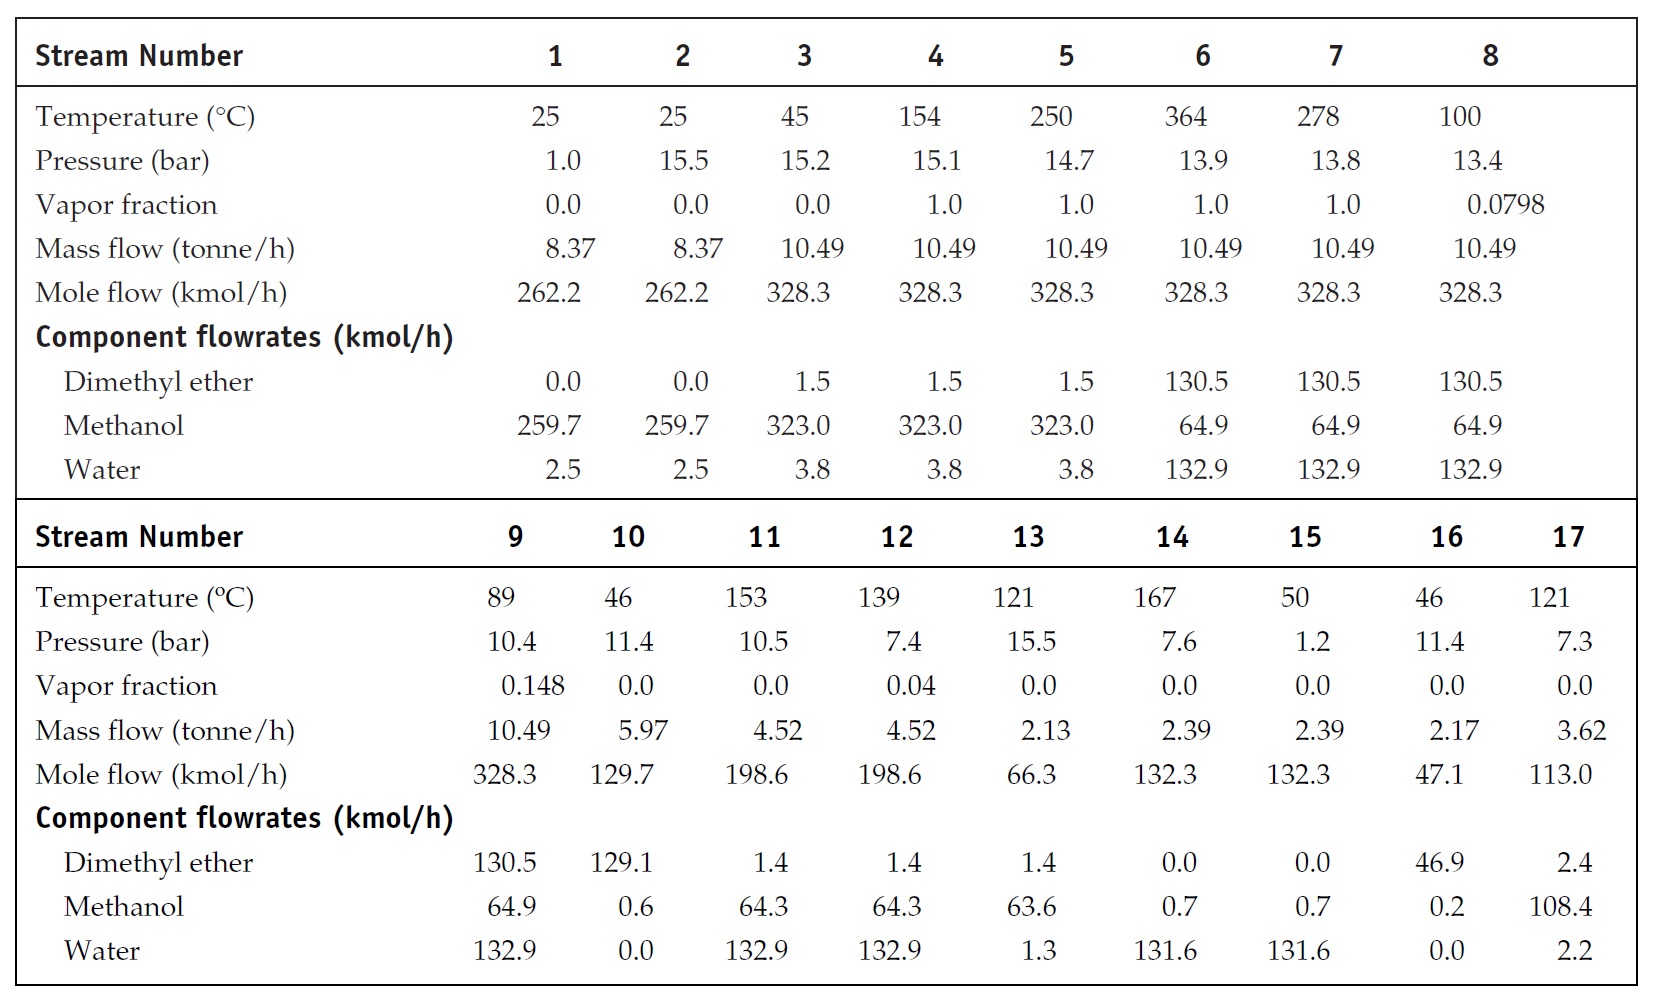 Stream Number 1 2 3 4 5 6 7 8
Temperature (°C) 25 25 45 154 250 364 278 100
Pressure (bar) 1.0 15.5 15.2 15.1 14.7 13.9 13.8 13.4
Vapor fraction 0.0 0.0 0.0 1.0 1.0 1.0 1.0 0.0798
Mass flow (tonne/h) 8.37 8.37 10.49 10.49 10.49 10.49 10.49 10.49
Mole flow (kmol/h) 262.2 262.2 328.3 328.3 328.3 328.3 328.3 328.3
Component flowrates (kmol/h)
Dimethyl ether 0.0 0.0 1.5 1.5 1.5 130.5 130.5 130.5
Methanol 259.7 259.7 323.0 323.0 323.0 64.9 64.9 64.9
Water 2.5 2.5 3.8 3.8 3.8 132.9 132.9 132.9
Stream Number 9 10 11 12 13 14 15 16 17
Temperature (ºC) 89 46 153 139 121 167 50 46 121
Pressure (bar) 10.4 11.4 10.5 7.4 15.5 7.6 1.2 11.4 7.3
Vapor fraction 0.148 0.0 0.0 0.04 0.0 0.0 0.0 0.0 0.0
Mass flow (tonne/h) 10.49 5.97 4.52 4.52 2.13 2.39 2.39 2.17 3.62
Mole flow (kmol/h) 328.3 129.7 198.6 198.6 66.3 132.3 132.3 47.1 113.0
Component flowrates (kmol/h)
Dimethyl ether 130.5 129.1 1.4 1.4 1.4 0.0 0.0 46.9 2.4
Methanol 64.9 0.6 64.3 64.3 63.6 0.7 0.7 0.2 108.4
Water 132.9 0.0 132.9 132.9 1.3 131.6 131.6 0.0 2.2